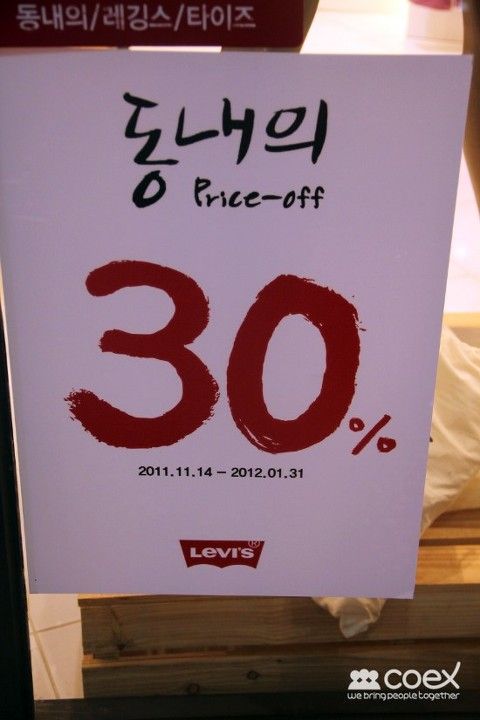 동내의/레깅스/타이즈
동내의
Price-off
30%
2011.11.14 - 2012.01.31
LEVI'S®
coex
we bring people together